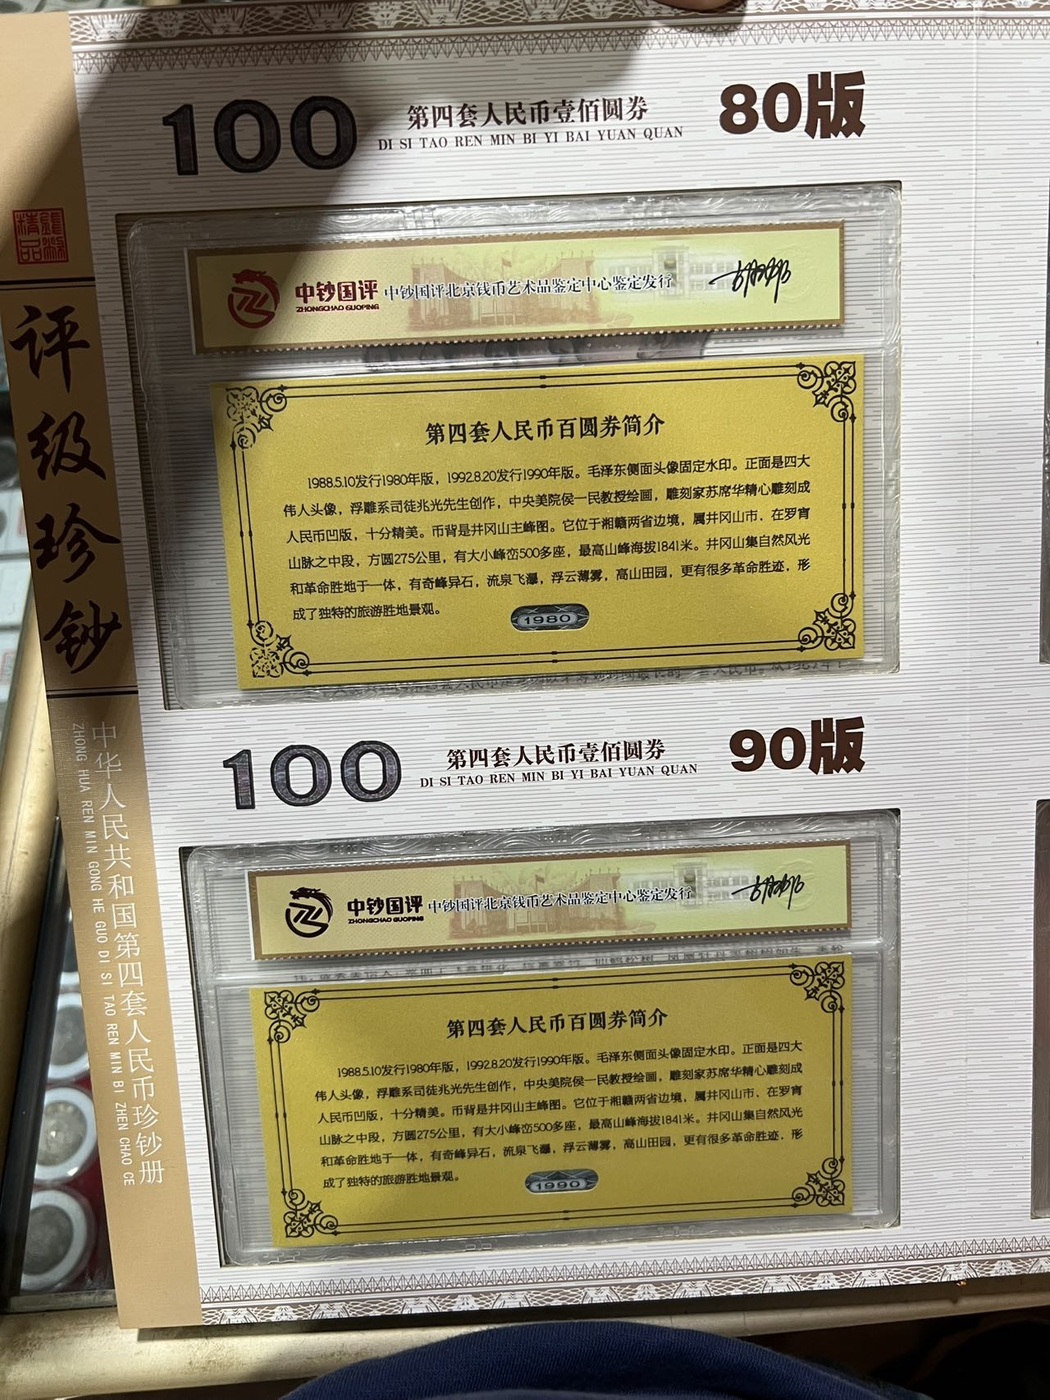 100
第四套人民币壹佰圆券
DI SI TAO REN MIN BI YI BAI YUAN QUAN
80版
中钞国评
ZHONGCHAO GUOPING
中钞国评北京钱币艺术品鉴定中心鉴定发行
第四套人民币百圆券简介
1988.5.10发行1980年版，1992.8.20发行1990年版。毛泽东侧面头像固定水印。正面是四大
伟人头像，浮雕系司徒兆光先生创作，中央美院侯一民教授绘画，雕刻家苏席华精心雕刻成
人民币凹版，十分精美。币背是井冈山主峰图。它位于湘赣两省边境，属井冈山市．在罗宵
山脉之中段，方圆275公里，有大小峰峦500多座，最高山峰海拔1841米。井冈山集自然风光
和革命胜地于一体，有奇峰异石，流泉飞瀑，浮云薄雾，高山田园，更有很多革命胜迹，形
成了独特的旅游胜地景观。
1980
100
第四套人民币壹佰圆券
DI SI TAO REN MIN BI YI BAI YUAN QUAN
90版
中钞国评
ZHONGCHAO GUOPING
中钞国评北京钱币艺术品鉴定中心鉴定发行
第四套人民币百圆券简介
1988.5.10发行1980年版，1992.8.20发行1990年版。毛泽东侧面头像固定水印。正面是四大
伟人头像，浮雕系司徒兆光先生创作，中央美院侯一民教授绘画，雕刻家苏席华精心雕刻成
人民币凹版，十分精美。币背是井冈山主峰图。它位于湘赣两省边境，属井冈山市、在罗宵
山脉之中段，方圆275公里，有大小峰峦500多座，最高山峰海拔1841米。井冈山集自然风光
和革命胜地于一体，有奇峰异石，流泉飞瀑，浮云薄雾，高山田园，更有很多革命胜迹，形
成了独特的旅游胜地景观。
1990
评级珍钞
中华人民共和国第四套人民币珍钞册
ZHONG HUA REN MIN GONG HE GUO DI SI TAO REN MIN BI ZHEN CHAO CE